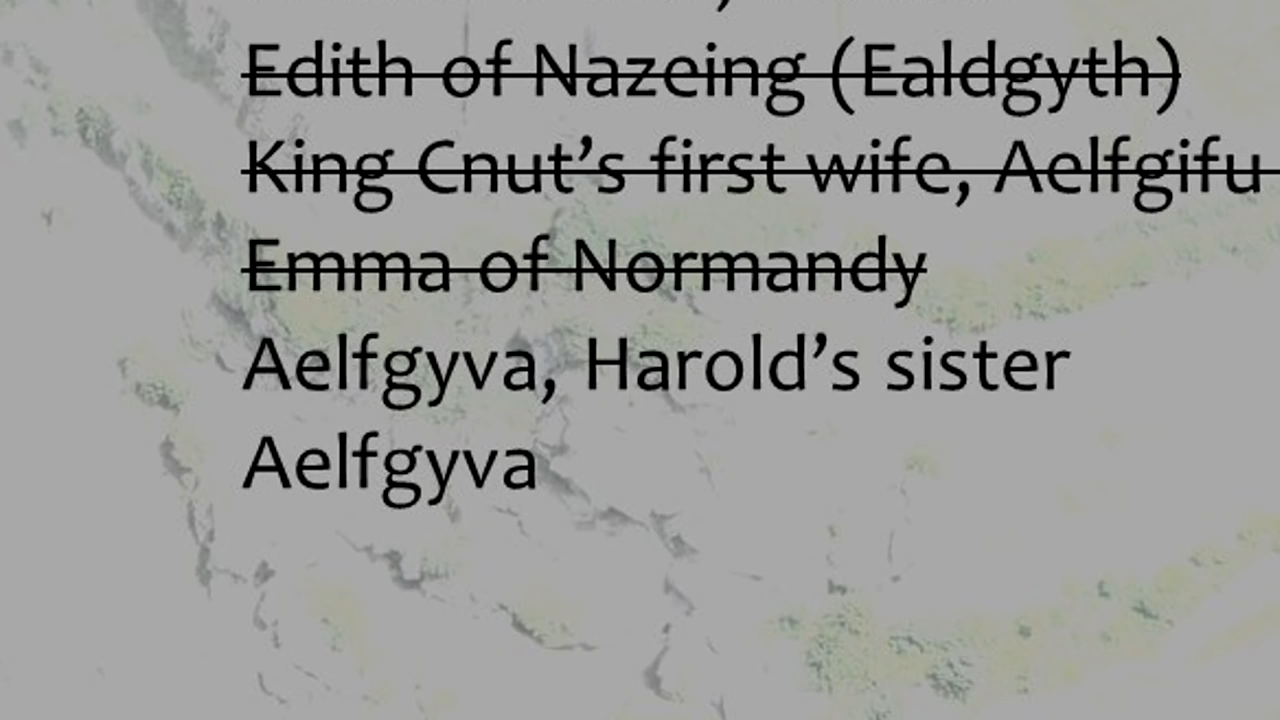 Edith of Nazeing (Ealdgyth)
King Cnut’s first wife, Aelfgifu
Emma of Normandy
Aelfgyva, Harold’s sister
Aelfgyva